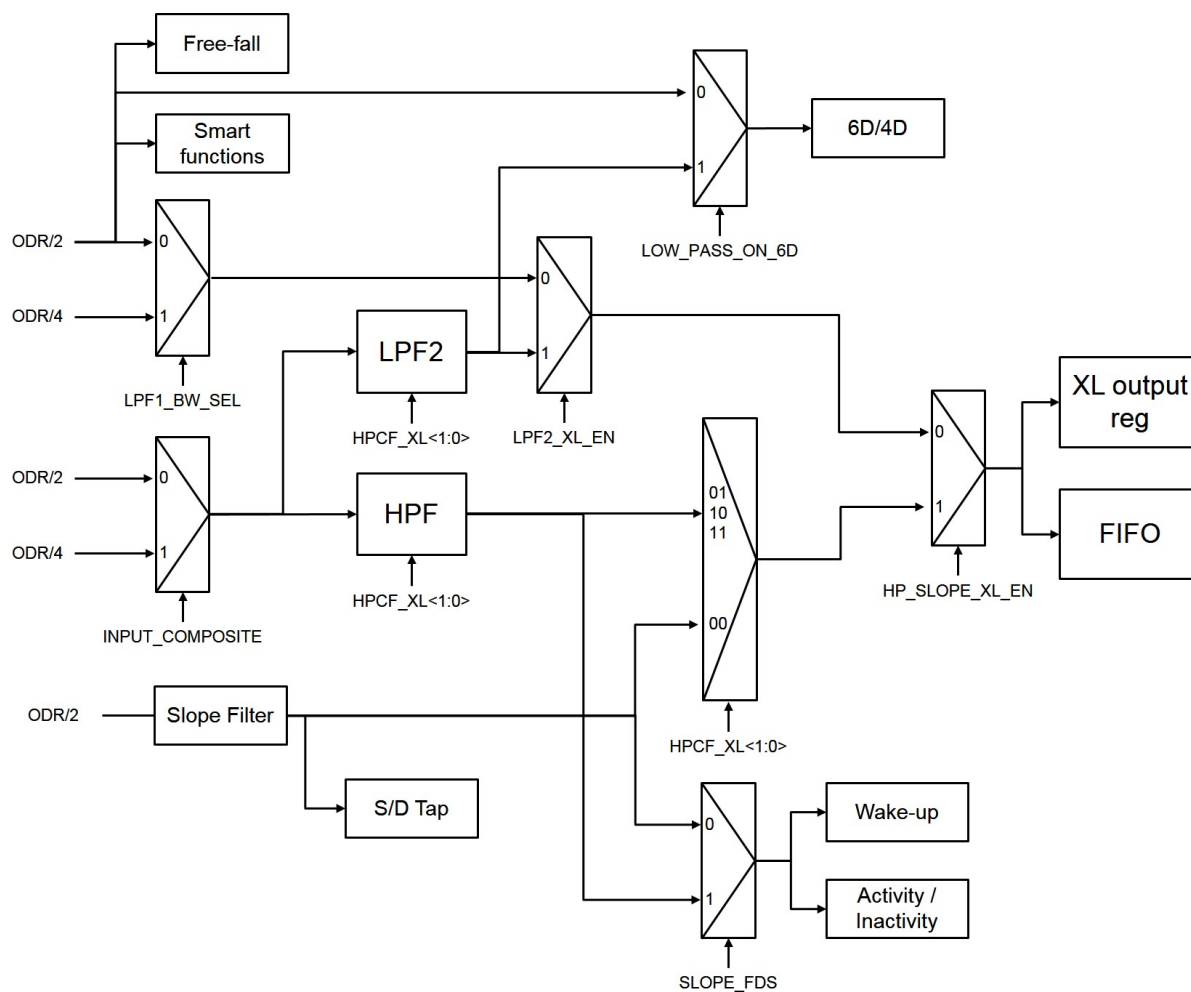 Free-fall
Smart
functions
0
1
6D/4D
LOW_PASS_ON_6D
ODR/2
0
ODR/4
1
LPF1_BW_SEL
LPF2
HPCF_XL<1:0>
0
1
LPF2_XL_EN
XL output
reg
FIFO
0
1
HP_SLOPE_XL_EN
ODR/2
0
ODR/4
1
INPUT_COMPOSITE
HPF
HPCF_XL<1:0>
01
10
11
00
HPCF_XL<1:0>
ODR/2
Slope Filter
S/D Tap
0
1
SLOPE_FDS
Wake-up
Activity /
Inactivity